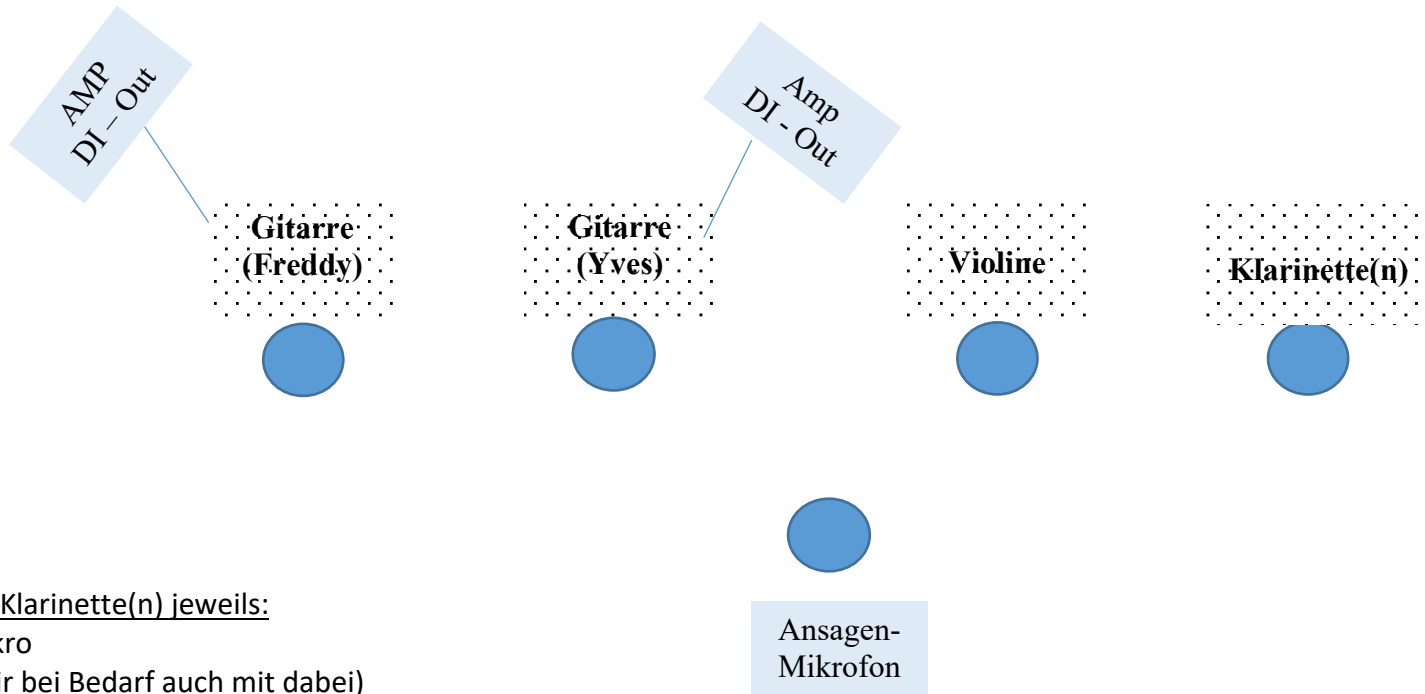 AMP
DI – Out
Amp
DI - Out
Gitarre
(Freddy)
Gitarre
(Yves)
Violine
Klarinette(n)
Klarinette(n) jeweils:
kro
ir bei Bedarf auch mit dabei)
Ansagen-
Mikrofon